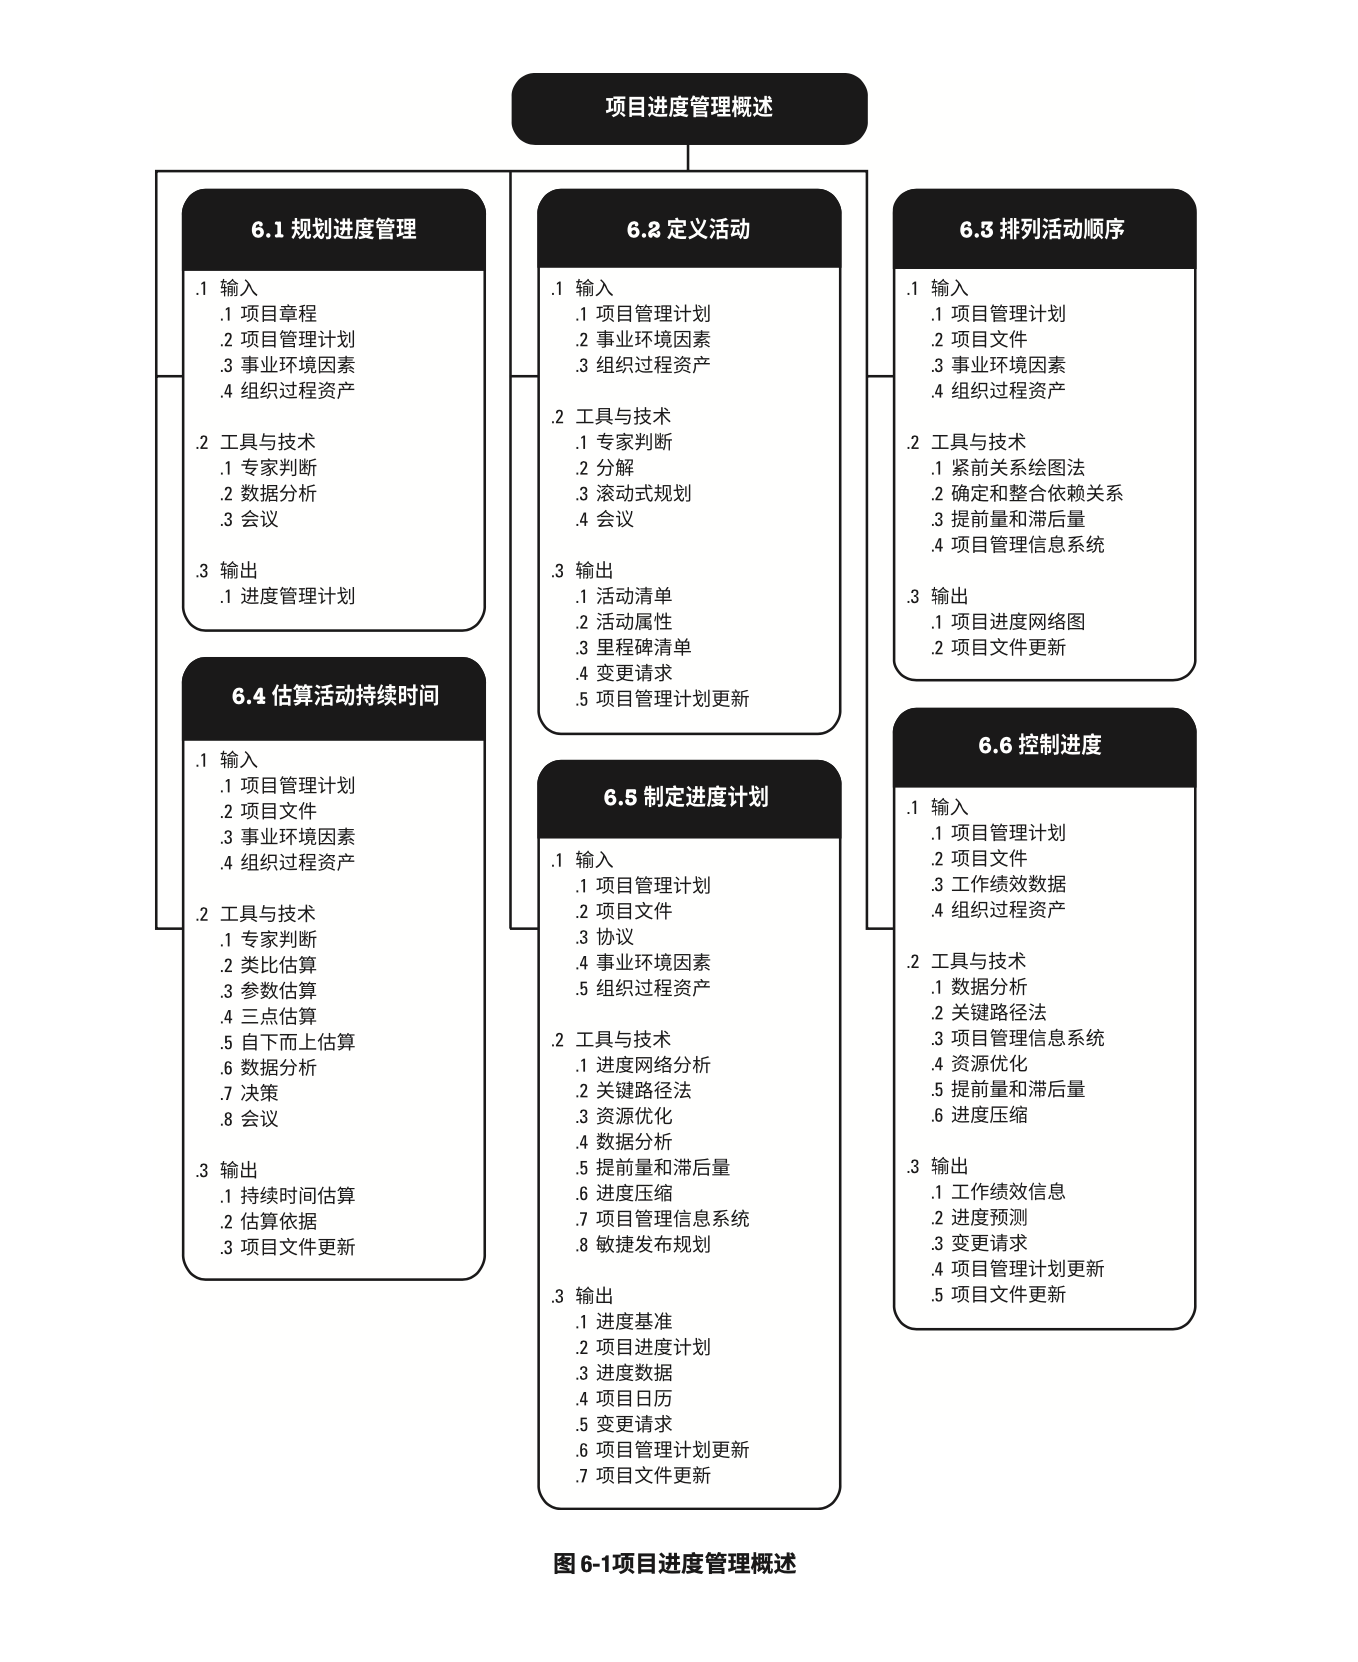 项目进度管理概述
6.1 规划进度管理
.1 输入
.1 项目章程
.2 项目管理计划
.3 事业环境因素
.4 组织过程资产
.2 工具与技术
.1 专家判断
.2 数据分析
.3 会议
.3 输出
.1 进度管理计划
6.2 定义活动
.1 输入
.1 项目管理计划
.2 事业环境因素
.3 组织过程资产
.2 工具与技术
.1 专家判断
.2 分解
.3 滚动式规划
.4 会议
.3 输出
.1 活动清单
.2 活动属性
.3 里程碑清单
.4 变更请求
.5 项目管理计划更新
6.3 排列活动顺序
.1 输入
.1 项目管理计划
.2 项目文件
.3 事业环境因素
.4 组织过程资产
.2 工具与技术
.1 紧前关系绘图法
.2 确定和整合依赖关系
.3 提前量和滞后量
.4 项目管理信息系统
.3 输出
.1 项目进度网络图
.2 项目文件更新
6.4 估算活动持续时间
.1 输入
.1 项目管理计划
.2 项目文件
.3 事业环境因素
.4 组织过程资产
.2 工具与技术
.1 专家判断
.2 类比估算
.3 参数估算
.4 三点估算
.5 自下而上估算
.6 数据分析
.7 决策
.8 会议
.3 输出
.1 持续时间估算
.2 估算依据
.3 项目文件更新
6.5 制定进度计划
.1 输入
.1 项目管理计划
.2 项目文件
.3 协议
.4 事业环境因素
.5 组织过程资产
.2 工具与技术
.1 进度网络分析
.2 关键路径法
.3 资源优化
.4 数据分析
.5 提前量和滞后量
.6 进度压缩
.7 项目管理信息系统
.8 敏捷发布规划
.3 输出
.1 进度基准
.2 项目进度计划
.3 进度数据
.4 项目日历
.5 变更请求
.6 项目管理计划更新
.7 项目文件更新
6.6 控制进度
.1 输入
.1 项目管理计划
.2 项目文件
.3 工作绩效数据
.4 组织过程资产
.2 工具与技术
.1 数据分析
.2 关键路径法
.3 项目管理信息系统
.4 资源优化
.5 提前量和滞后量
.6 进度压缩
.3 输出
.1 工作绩效信息
.2 进度预测
.3 变更请求
.4 项目管理计划更新
.5 项目文件更新
图 6-1项目进度管理概述